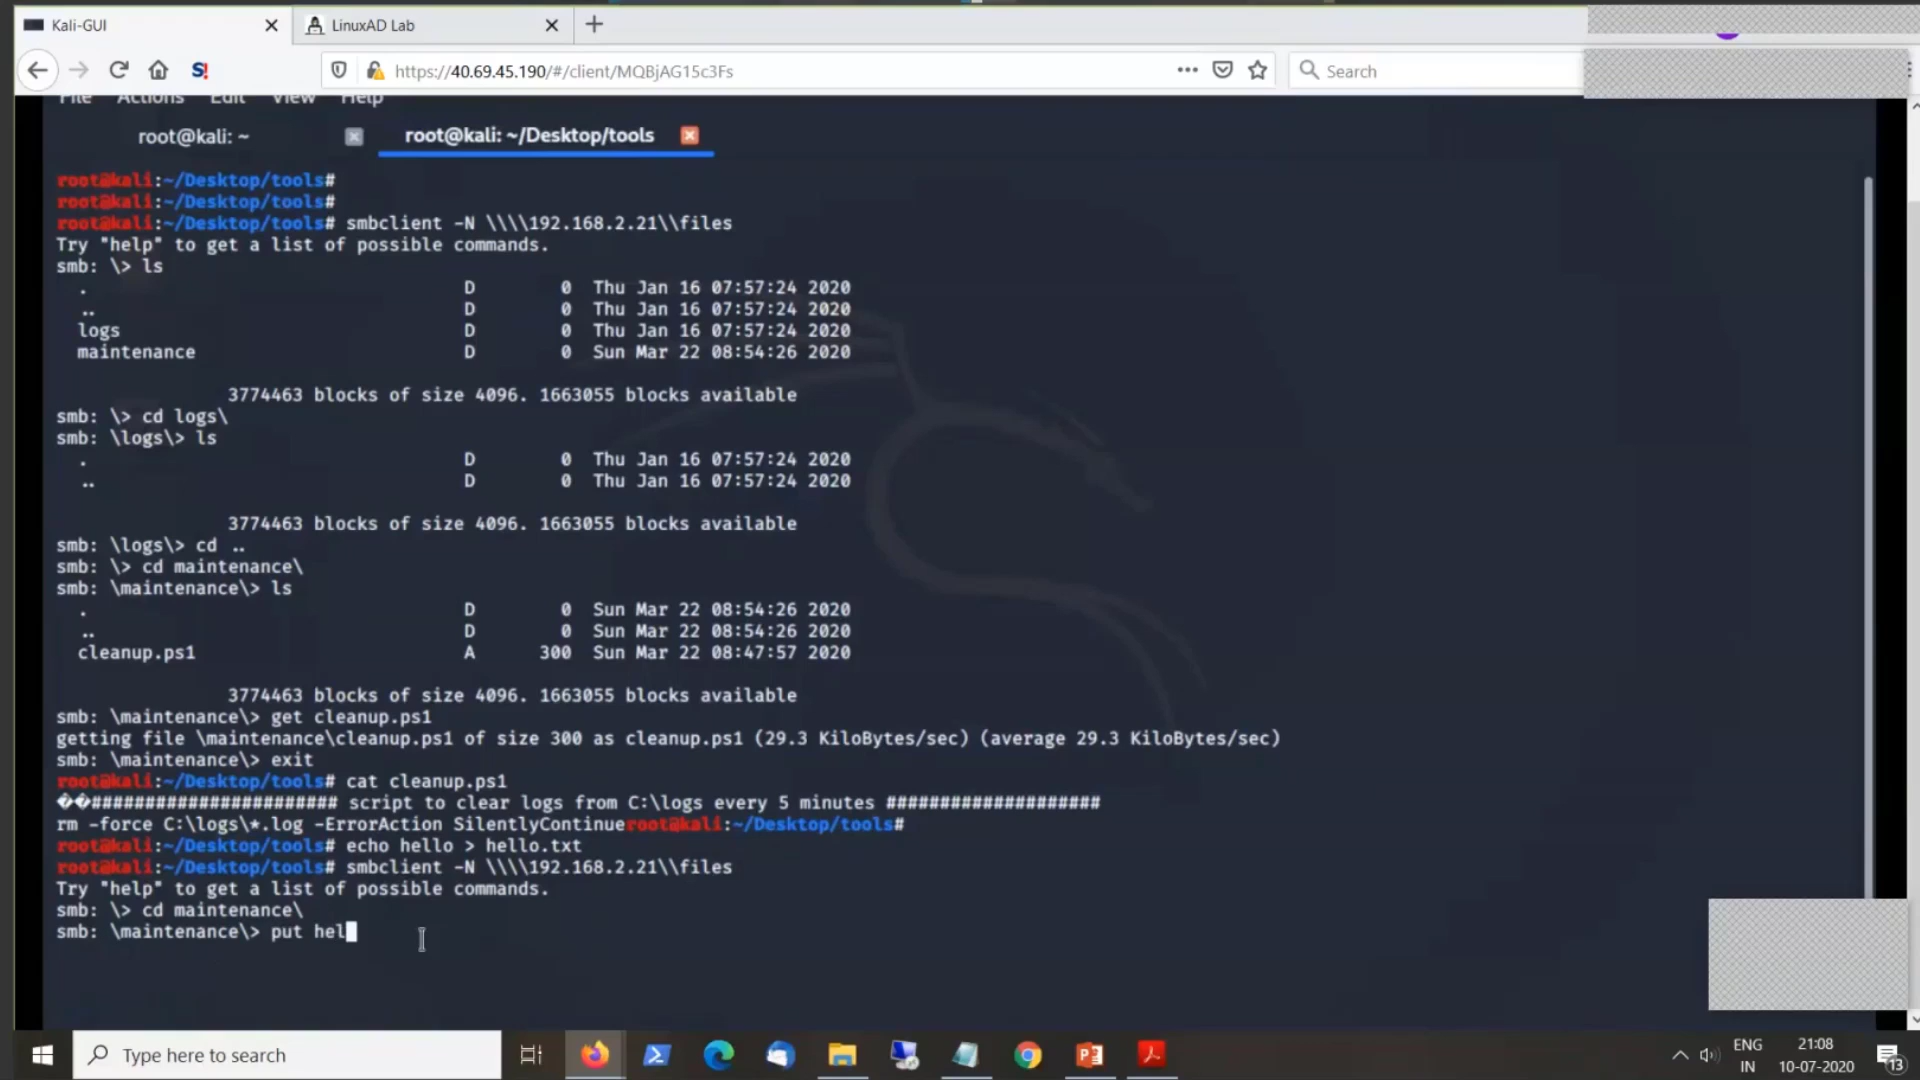 Kali-GUI
LinuxAD Lab
https://40.69.45.190/#/client/MQBjAG15c3Fs
Search
File Actions Edit View Help
root@kali: ~
root@kali: ~/Desktop/tools
root@kali:~/Desktop/tools#
root@kali:~/Desktop/tools#
root@kali:~/Desktop/tools# smbclient -N \\\\192.168.2.21\\files
Try "help" to get a list of possible commands.
smb: \> ls
. D 0 Thu Jan 16 07:57:24 2020
.. D 0 Thu Jan 16 07:57:24 2020
logs D 0 Thu Jan 16 07:57:24 2020
maintenance D 0 Sun Mar 22 08:54:26 2020
3774463 blocks of size 4096. 1663055 blocks available
smb: \> cd logs\
smb: \logs\> ls
. D 0 Thu Jan 16 07:57:24 2020
.. D 0 Thu Jan 16 07:57:24 2020
3774463 blocks of size 4096. 1663055 blocks available
smb: \logs\> cd ..
smb: \> cd maintenance\
smb: \maintenance\> ls
. D 0 Sun Mar 22 08:54:26 2020
.. D 0 Sun Mar 22 08:54:26 2020
cleanup.ps1 A 300 Sun Mar 22 08:47:57 2020
3774463 blocks of size 4096. 1663055 blocks available
smb: \maintenance\> get cleanup.ps1
getting file \maintenance\cleanup.ps1 of size 300 as cleanup.ps1 (29.3 KiloBytes/sec) (average 29.3 KiloBytes/sec)
smb: \maintenance\> exit
root@kali:~/Desktop/tools# cat cleanup.ps1
��####################### script to clear logs from C:\logs every 5 minutes ####################
rm -force C:\logs\*.log -ErrorAction SilentlyContinueroot@kali:~/Desktop/tools#
root@kali:~/Desktop/tools# echo hello > hello.txt
root@kali:~/Desktop/tools# smbclient -N \\\\192.168.2.21\\files
Try "help" to get a list of possible commands.
smb: \> cd maintenance\
smb: \maintenance\> put hel
Type here to search
ENG
IN
21:08
10-07-2020
13